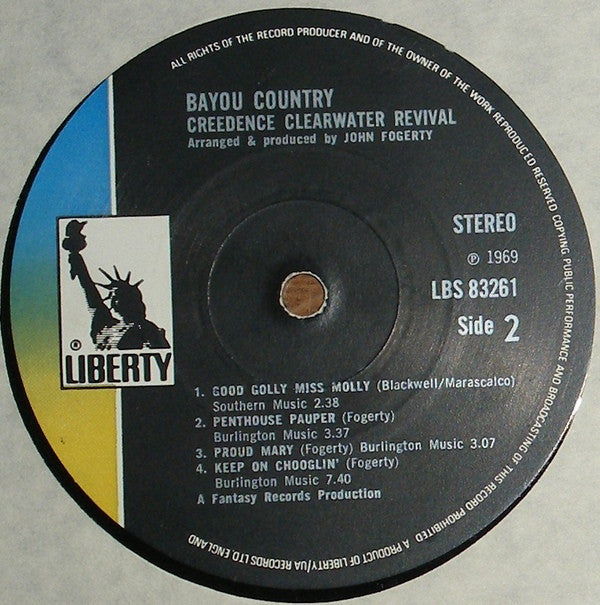 ALL RIGHTS OF THE RECORD PRODUCER AND OF THE OWNER OF THE WORK REPRODUCED RESERVED COPYING PUBLIC PERFORMANCE AND BROADCASTING OF THIS RECORD PROHIBITED A PRODUCT OF LIBERTY/UA RECORDS LTD. ENGLAND
BAYOU COUNTRY
CREEDENCE CLEARWATER REVIVAL
Arranged & produced by JOHN FOGERTY
STEREO
℗ 1969
LBS 83261
Side 2
®
LIBERTY
1. GOOD GOLLY MISS MOLLY (Blackwell/Marascalco)
Southern Music 2.38
2. PENTHOUSE PAUPER (Fogerty)
Burlington Music 3.37
3. PROUD MARY (Fogerty) Burlington Music 3.07
4. KEEP ON CHOOGLIN' (Fogerty)
Burlington Music 7.40
A Fantasy Records Production